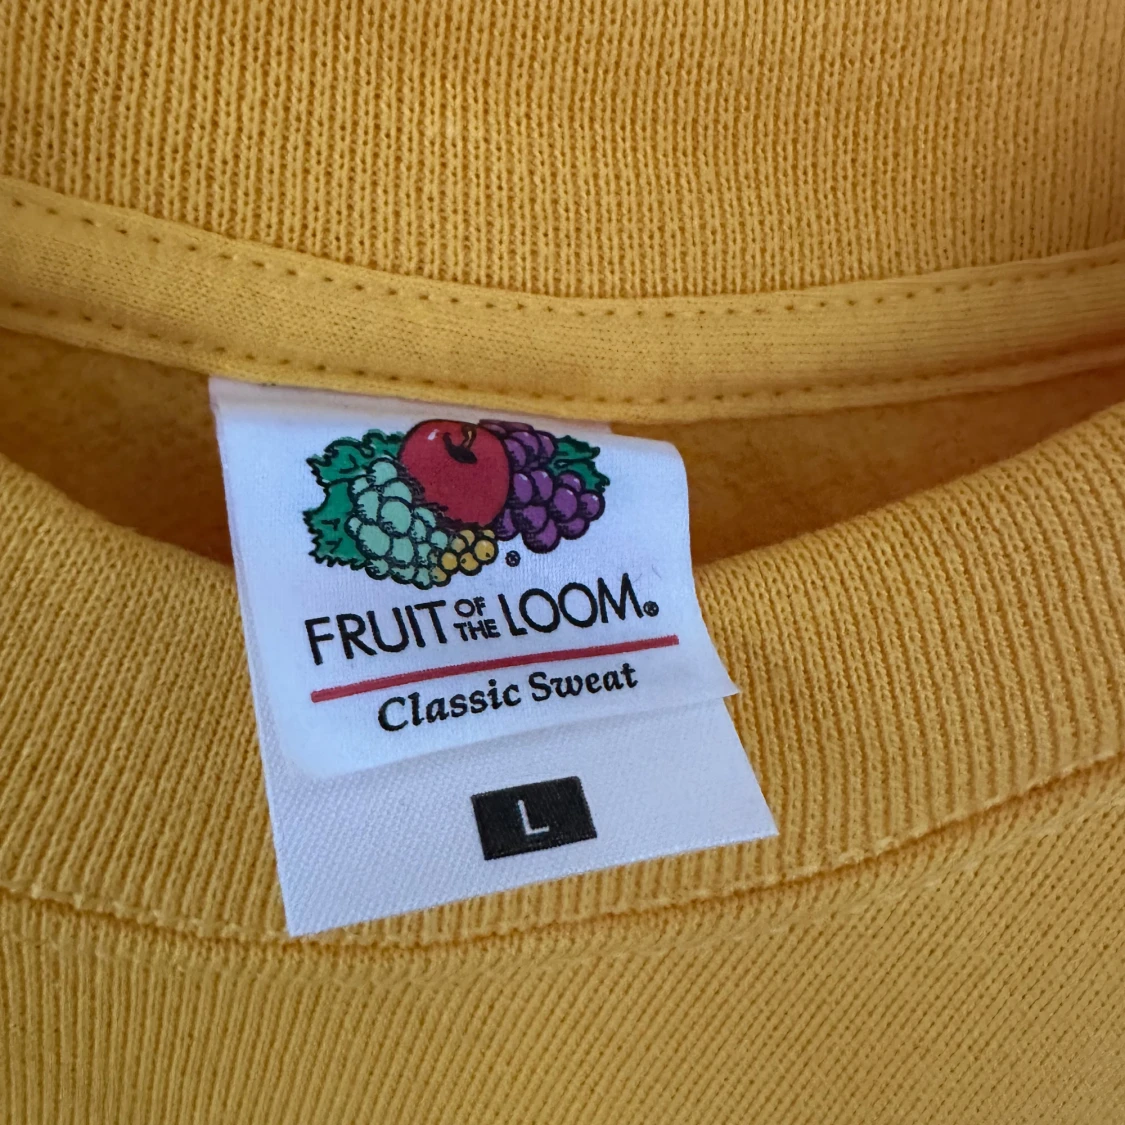 ®
FRUIT OF THE LOOM®
Classic Sweat
L